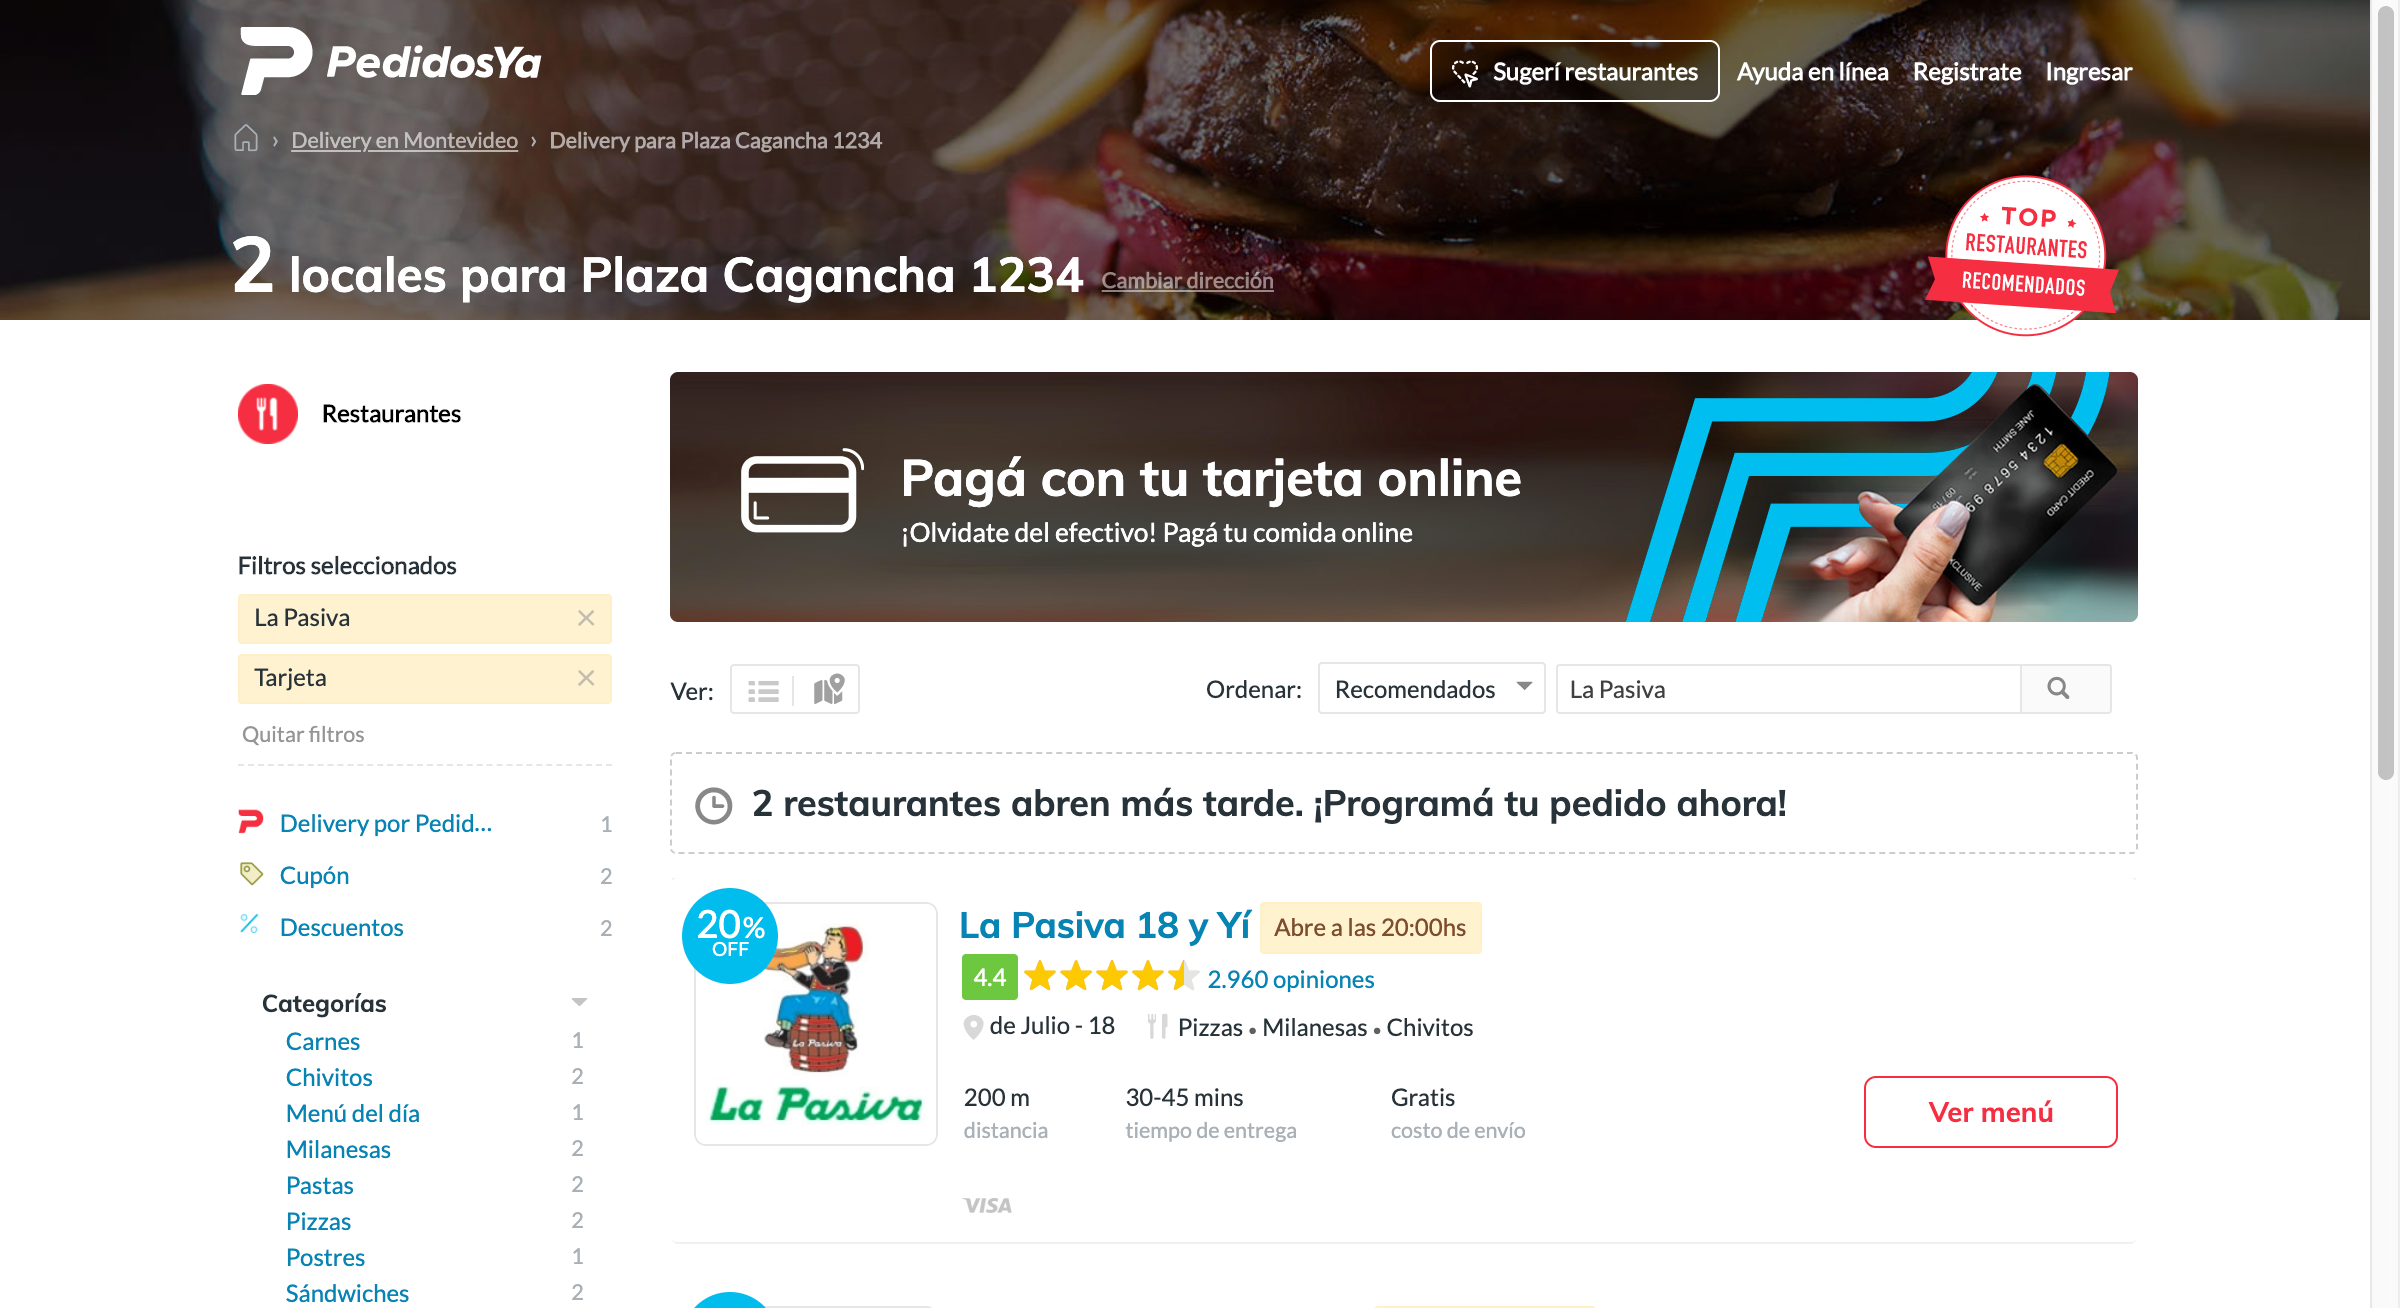 PedidosYa
Sugerí restaurantes
Ayuda en línea
Registrate
Ingresar
› Delivery en Montevideo › Delivery para Plaza Cagancha 1234
2 locales para Plaza Cagancha 1234
Cambiar dirección
TOP
RESTAURANTES
RECOMENDADOS
Restaurantes
Filtros seleccionados
La Pasiva
Tarjeta
Quitar filtros
Delivery por Pedid... 1
Cupón 2
Descuentos 2
Categorías
Carnes 1
Chivitos 2
Menú del día 1
Milanesas 2
Pastas 2
Pizzas 2
Postres 1
Sándwiches 2
Pagá con tu tarjeta online
¡Olvidate del efectivo! Pagá tu comida online
JANE SMITH
CREDIT CARD
Ver:
Ordenar:
Recomendados
La Pasiva
2 restaurantes abren más tarde. ¡Programá tu pedido ahora!
20%
OFF
La Pasiva
La Pasiva
La Pasiva 18 y Yí
Abre a las 20:00hs
4.4
2.960 opiniones
de Julio - 18
Pizzas • Milanesas • Chivitos
200 m
distancia
30-45 mins
tiempo de entrega
Gratis
costo de envío
Ver menú
VISA